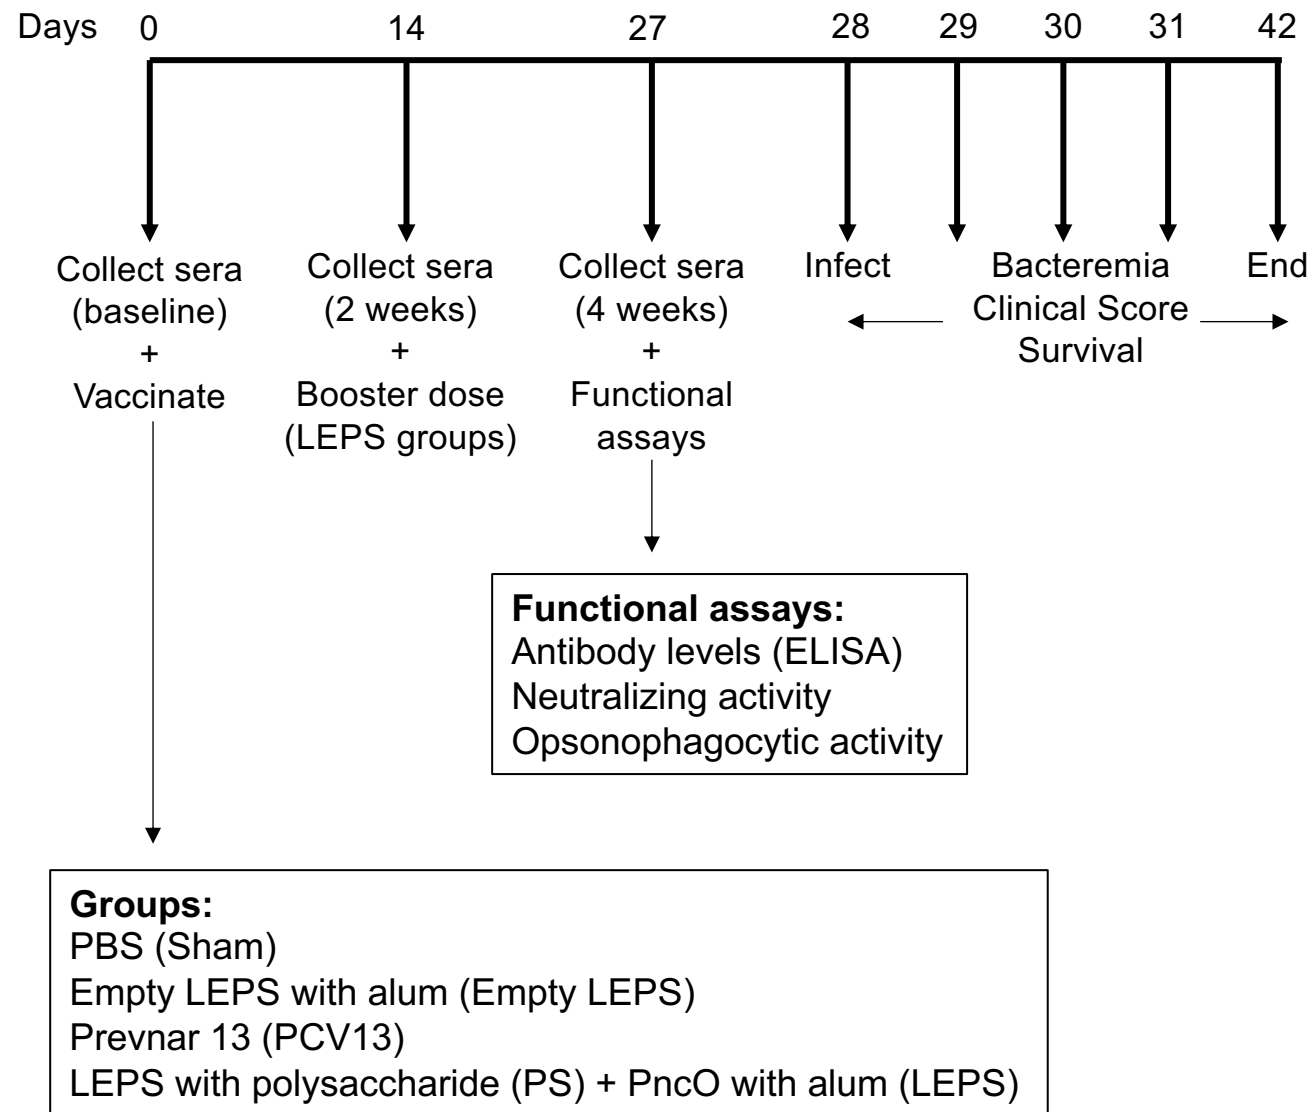 Days 0 14 27 28 29 30 31 42
Collect sera
(baseline)
+
Vaccinate
Collect sera
(2 weeks)
+
Booster dose
(LEPS groups)
Collect sera
(4 weeks)
+
Functional
assays
Infect
Bacteremia
Clinical Score
Survival
End
Functional assays:
Antibody levels (ELISA)
Neutralizing activity
Opsonophagocytic activity
Groups:
PBS (Sham)
Empty LEPS with alum (Empty LEPS)
Prevnar 13 (PCV13)
LEPS with polysaccharide (PS) + PncO with alum (LEPS)